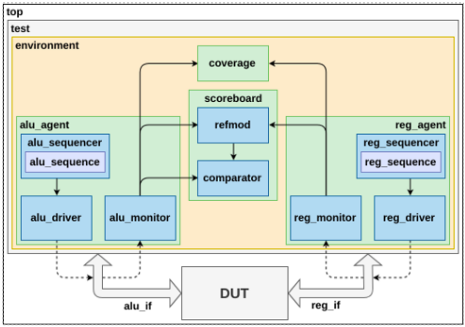 top
test
environment
coverage
scoreboard
alu_agent
refmod
reg_agent
alu_sequencer
reg_sequencer
alu_sequence
reg_sequence
comparator
alu_driver
alu_monitor
reg_monitor
reg_driver
DUT
alu_if
reg_if